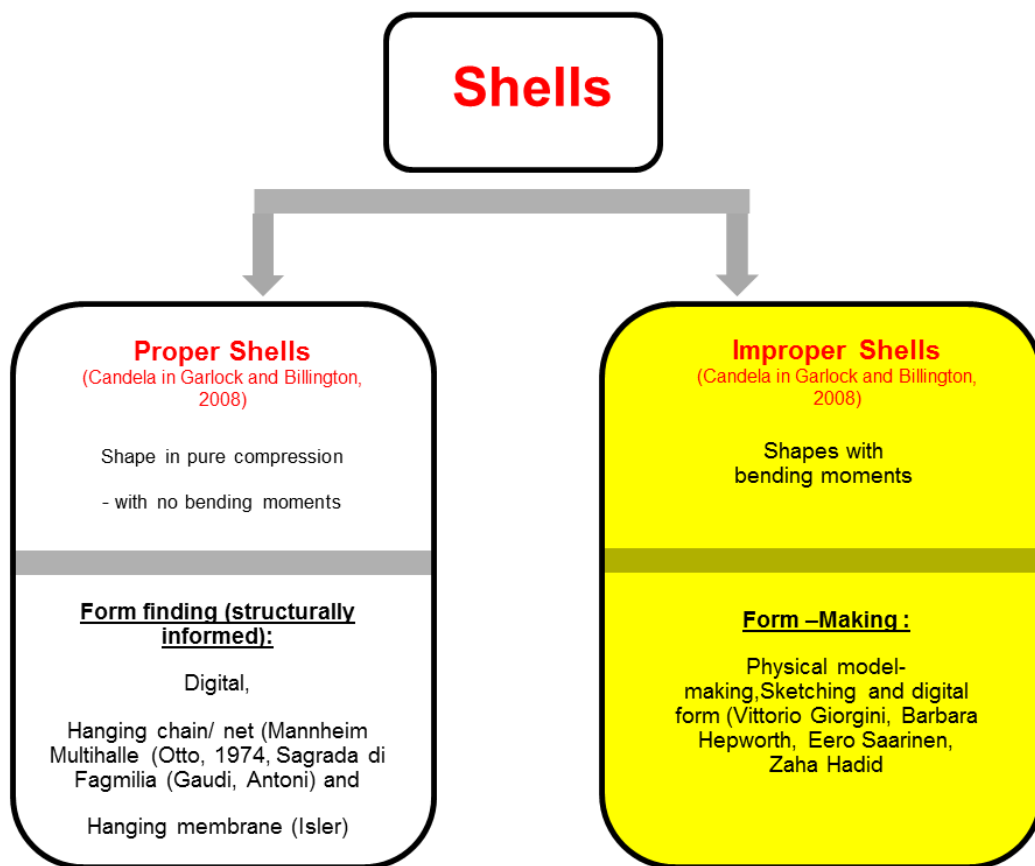 Shells
Proper Shells
(Candela in Garlock and Billington,
2008)
Shape in pure compression
- with no bending moments
Form finding (structurally
informed):
Digital,
Hanging chain/ net (Mannheim
Multihalle (Otto, 1974, Sagrada di
Fagmilia (Gaudi, Antoni) and
Hanging membrane (Isler)
Improper Shells
(Candela in Garlock and Billington,
2008)
Shapes with
bending moments
Form –Making :
Physical model-
making,Sketching and digital
form (Vittorio Giorgini, Barbara
Hepworth, Eero Saarinen,
Zaha Hadid